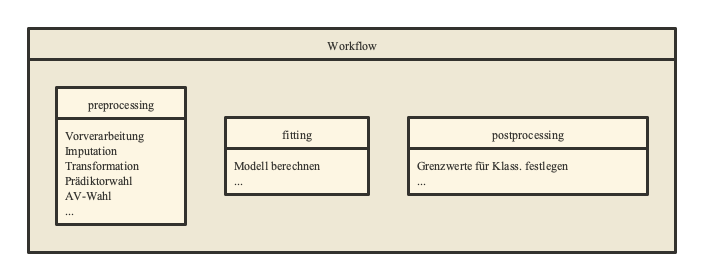 Workflow
preprocessing
Vorverarbeitung
Imputation
Transformation
Prädiktorwahl
AV-Wahl
...
fitting
Modell berechnen
...
postprocessing
Grenzwerte für Klass. festlegen
...